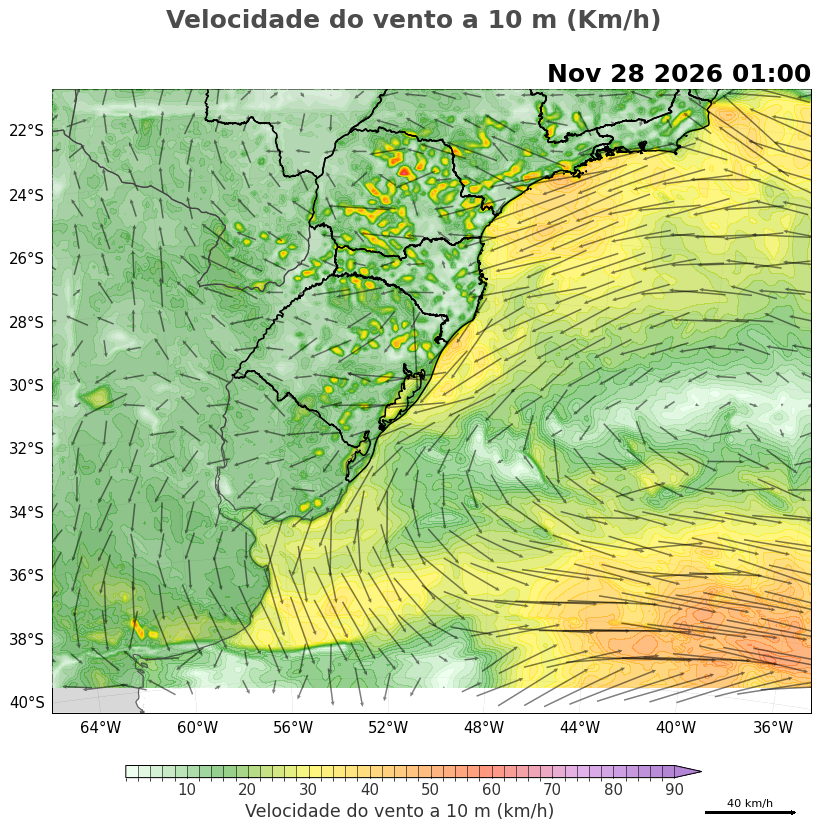 Velocidade do vento a 10 m (Km/h)
Nov 28 2026 01:00
22°S
24°S
26°S
28°S
30°S
32°S
34°S
36°S
38°S
40°S
64°W 60°W 56°W 52°W 48°W 44°W 40°W 36°W
10 20 30 40 50 60 70 80 90
Velocidade do vento a 10 m (km/h)
40 km/h